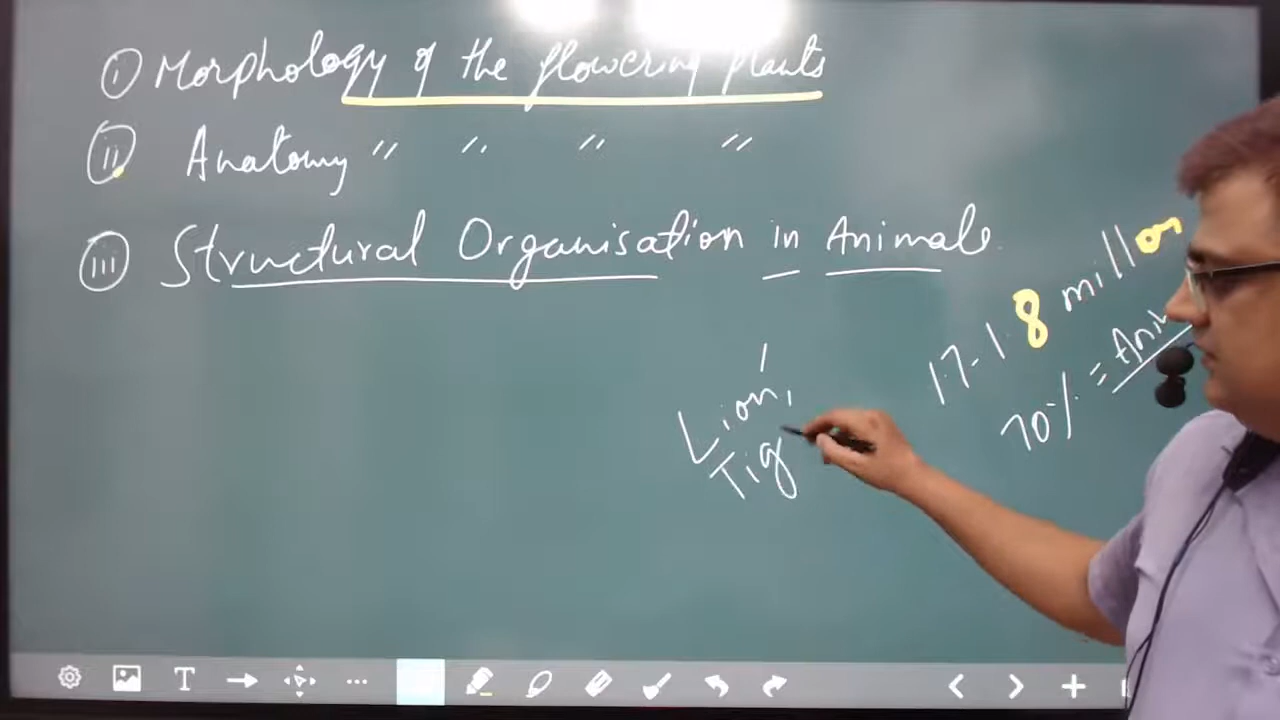 i Morphology of the flowering plants
ii Anatomy " " " "
iii Structural Organisation in Animals.
1.7-1.8 million
70% = Ani
Lion,
Tig
T